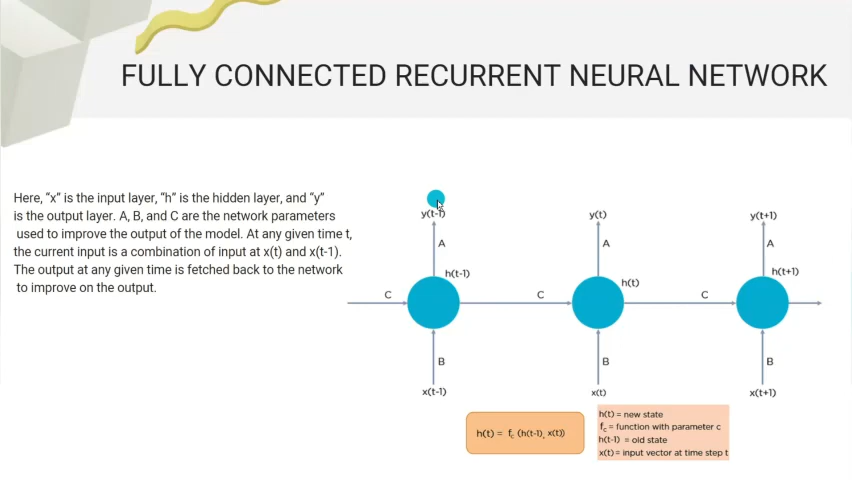 FULLY CONNECTED RECURRENT NEURAL NETWORK
Here, “x” is the input layer, “h” is the hidden layer, and “y”
is the output layer. A, B, and C are the network parameters
used to improve the output of the model. At any given time t,
the current input is a combination of input at x(t) and x(t-1).
The output at any given time is fetched back to the network
to improve on the output.
y(t-1)
y(t)
y(t+1)
A
A
A
h(t-1)
h(t)
h(t+1)
C
C
C
B
B
B
x(t-1)
x(t)
x(t+1)
h(t) = fc (h(t-1), x(t))
h(t) = new state
fc = function with parameter c
h(t-1) = old state
x(t) = input vector at time step t